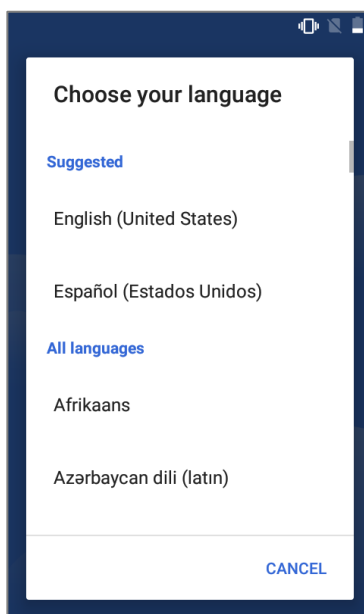 Choose your language
Suggested
English (United States)
Español (Estados Unidos)
All languages
Afrikaans
Azərbaycan dili (latın)
CANCEL